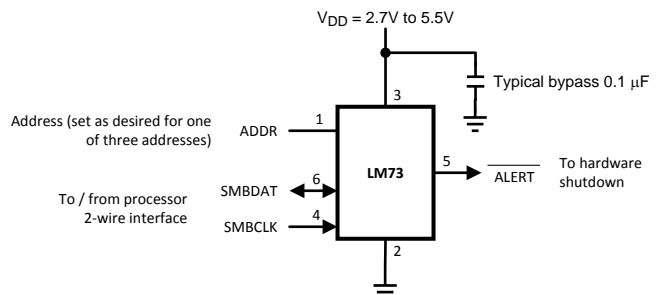 V_DD = 2.7V to 5.5V
Typical bypass 0.1 μF
3
Address (set as desired for one
of three addresses)
1
ADDR
LM73
5
ALERT
To hardware
shutdown
To / from processor
2-wire interface
6
SMBDAT
4
SMBCLK
2